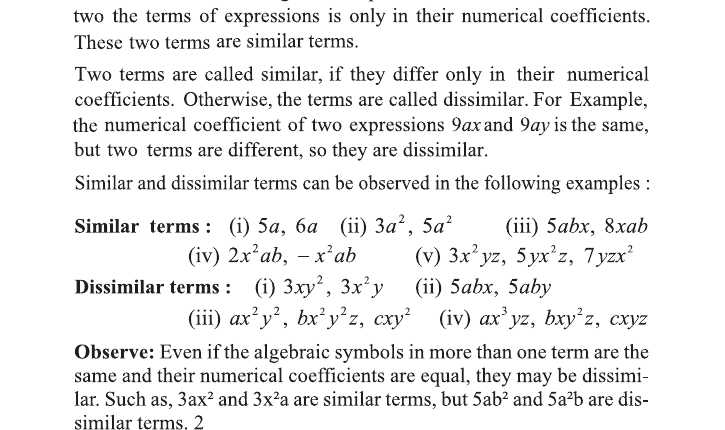 two the terms of expressions is only in their numerical coefficients.
These two terms are similar terms.
Two terms are called similar, if they differ only in their numerical
coefficients. Otherwise, the terms are called dissimilar. For Example,
the numerical coefficient of two expressions 9ax and 9ay is the same,
but two terms are different, so they are dissimilar.
Similar and dissimilar terms can be observed in the following examples :
Similar terms : (i) 5a, 6a (ii) 3a², 5a² (iii) 5abx, 8xab
(iv) 2x²ab, – x²ab (v) 3x²yz, 5yx²z, 7yzx²
Dissimilar terms : (i) 3xy², 3x²y (ii) 5abx, 5aby
(iii) ax²y², bx²y²z, cxy² (iv) ax³yz, bxy²z, cxyz
Observe: Even if the algebraic symbols in more than one term are the
same and their numerical coefficients are equal, they may be dissimi-
lar. Such as, 3ax² and 3x²a are similar terms, but 5ab² and 5a²b are dis-
similar terms. 2